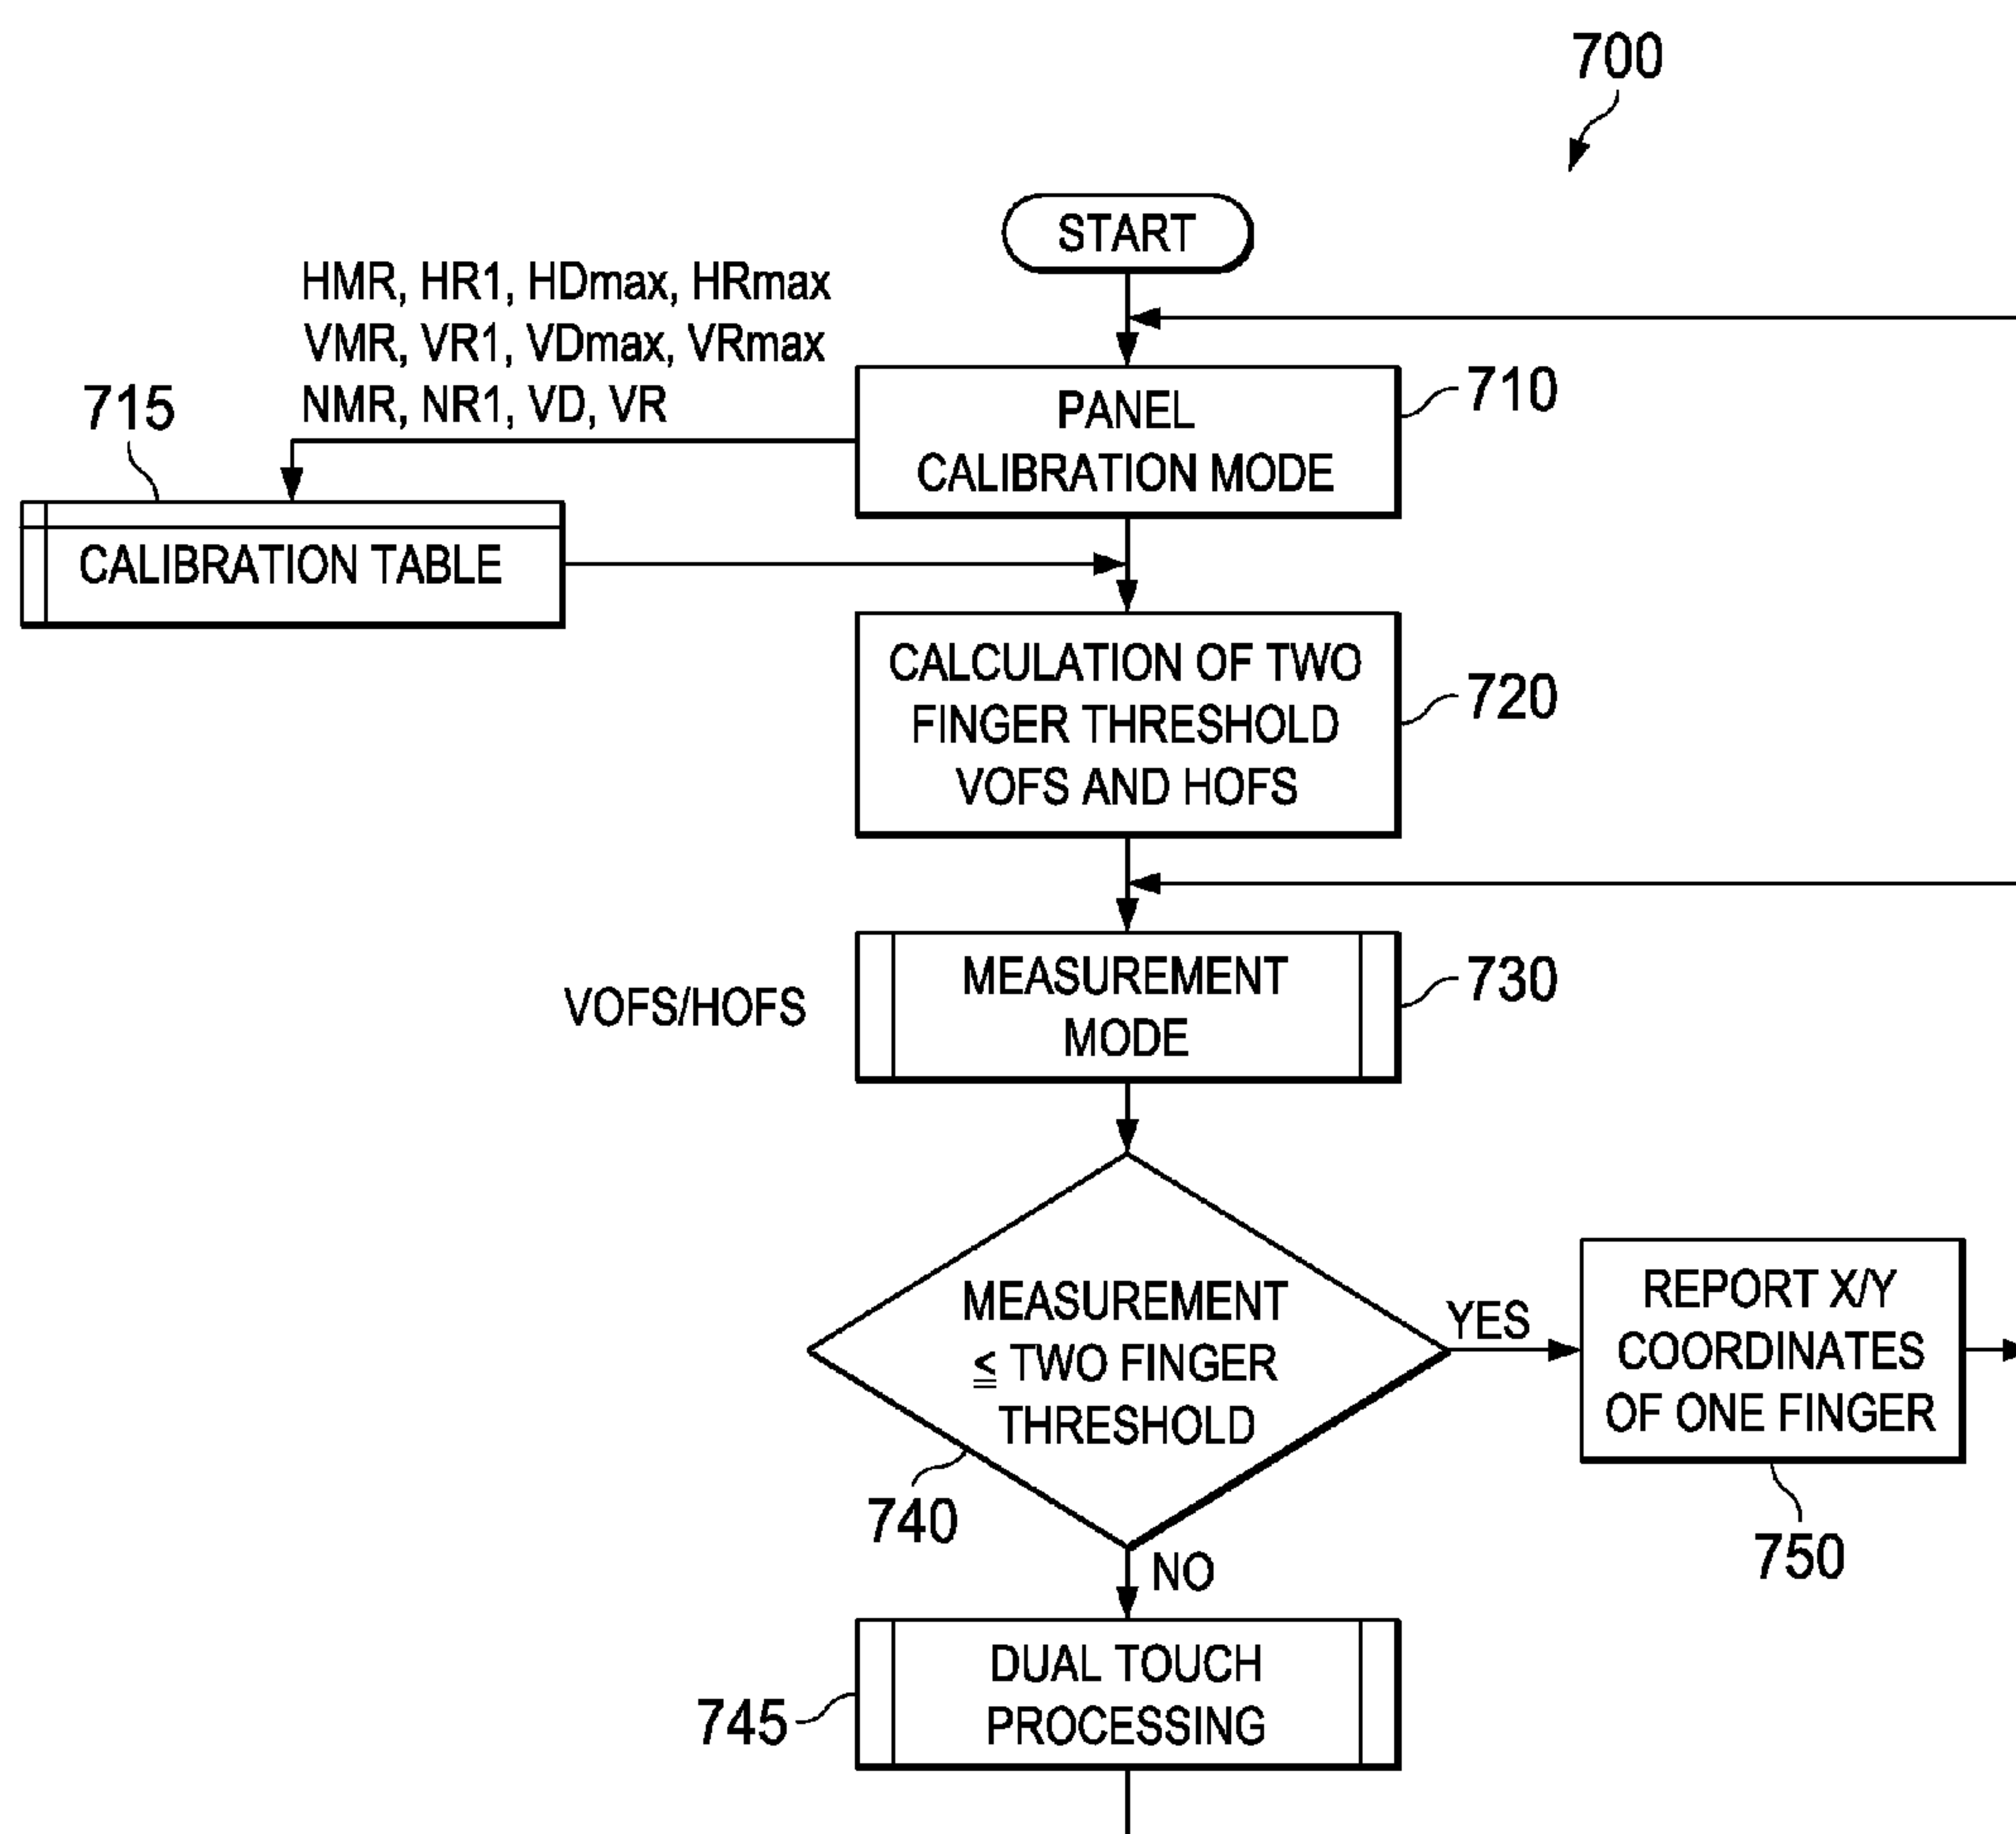 700
START
HMR, HR1, HDmax, HRmax
VMR, VR1, VDmax, VRmax
NMR, NR1, VD, VR
715
PANEL
CALIBRATION MODE
710
CALIBRATION TABLE
CALCULATION OF TWO
FINGER THRESHOLD
VOFS AND HOFS
720
VOFS/HOFS
MEASUREMENT
MODE
730
MEASUREMENT
≦ TWO FINGER
THRESHOLD
740
YES
REPORT X/Y
COORDINATES
OF ONE FINGER
750
NO
DUAL TOUCH
PROCESSING
745